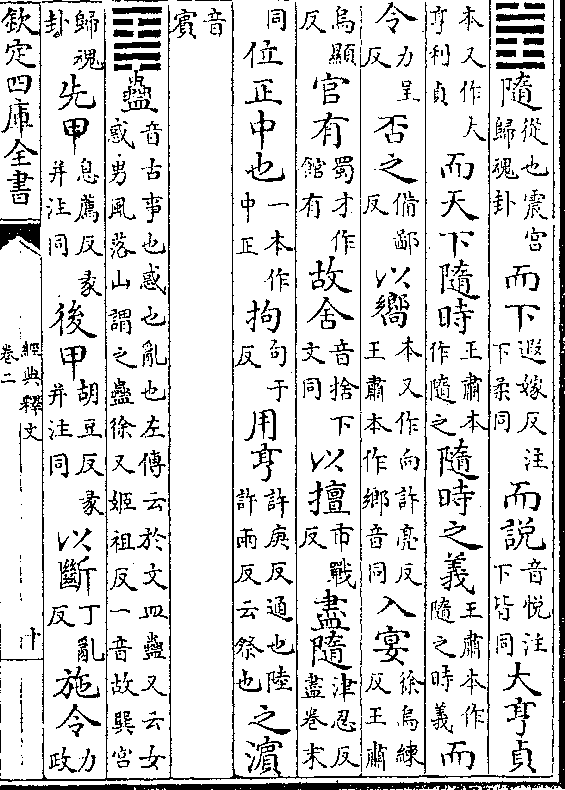 ䷐隨從也震宮歸魂卦而下遐嫁反注下柔同而說音悅注下皆同大亨貞
本又作大亨利貞而天下隨時王肅本作隨之隨時之義王肅本作隨之時義而
令力呈反否之備鄙反以嚮本又作向許亮反王肅本作鄉音同入宴徐烏練反王肅
烏顯反官有蜀才作館有故舍音捨下文同以擅市戰反盡隨津忍反盡卷末
同位正中也一本作中正拘句于反用亨許庚反通也陸許兩反云祭也之濱
音賓
䷑蠱音古事也惑也亂也左傳云於文皿蠱又云女惑男風落山謂之蠱徐又姬祖反一音故巽宮
歸魂卦先甲息薦反彖并注同後甲胡豆反彖并注同以斷丁亂反施令力政
欽定四庫全書
經典釋文
卷二
十